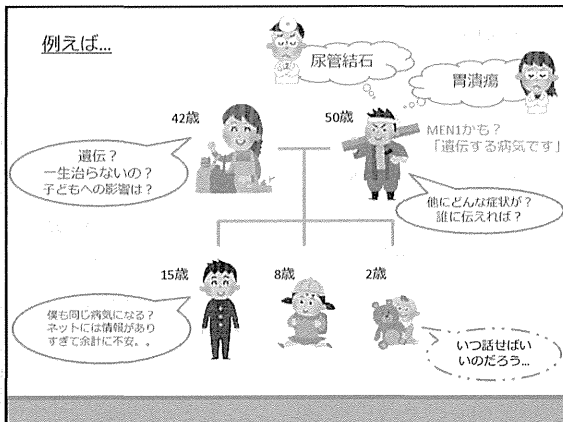 例えば...
尿管結石
胃潰瘍
42歳
50歳
MEN1かも?
「遺伝する病気です」
遺伝?
一生治らないの?
子どもへの影響は?
他にどんな症状が?
誰に伝えれば?
15歳
8歳
2歳
僕も同じ病気になる?
ネットには情報があり
すぎて余計に不安。。
いつ話せばい
いのだろう...